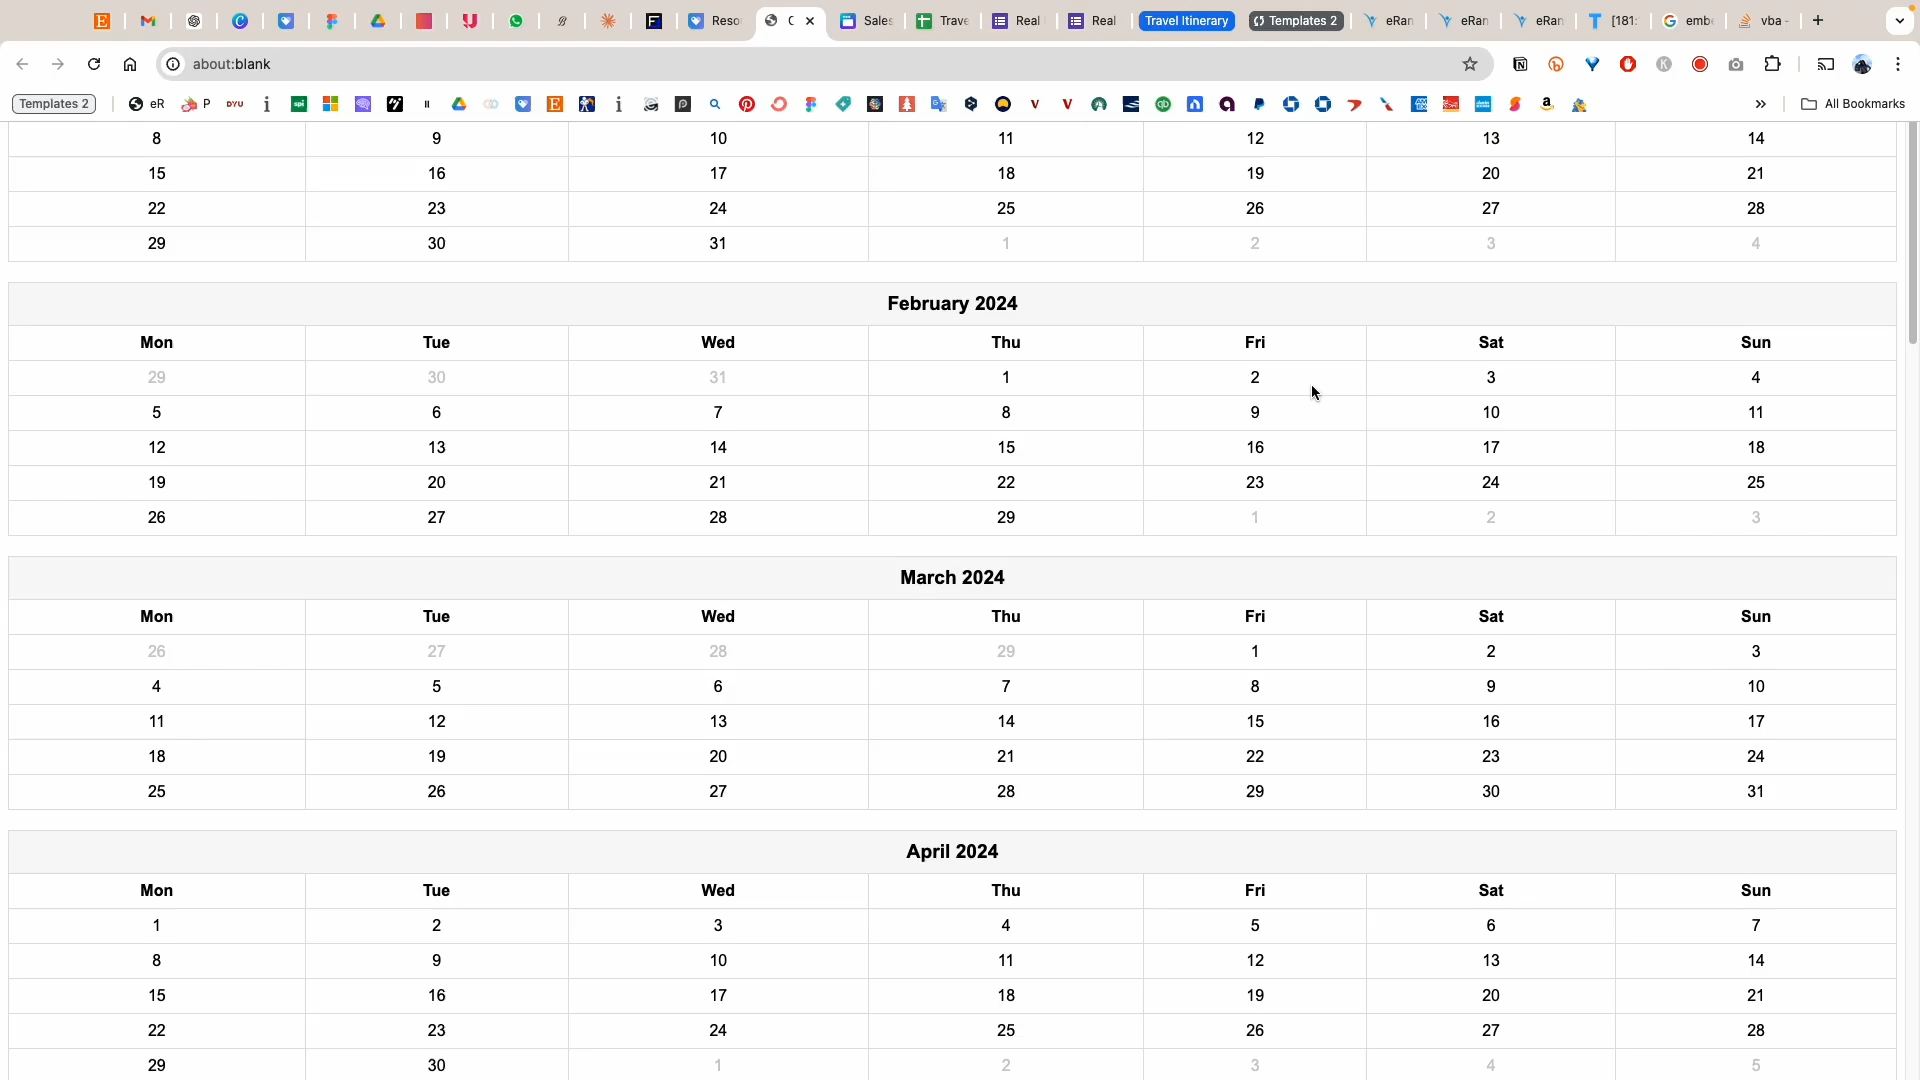 Reso
C
Sales
Trave
Real
Real
Travel Itinerary
Templates 2
eRan
eRan
eRan
[181:
embe
vba -
about:blank
Templates 2
eR
P
DYU
All Bookmarks
8 9 10 11 12 13 14
15 16 17 18 19 20 21
22 23 24 25 26 27 28
29 30 31 1 2 3 4
February 2024
Mon Tue Wed Thu Fri Sat Sun
29 30 31 1 2 3 4
5 6 7 8 9 10 11
12 13 14 15 16 17 18
19 20 21 22 23 24 25
26 27 28 29 1 2 3
March 2024
Mon Tue Wed Thu Fri Sat Sun
26 27 28 29 1 2 3
4 5 6 7 8 9 10
11 12 13 14 15 16 17
18 19 20 21 22 23 24
25 26 27 28 29 30 31
April 2024
Mon Tue Wed Thu Fri Sat Sun
1 2 3 4 5 6 7
8 9 10 11 12 13 14
15 16 17 18 19 20 21
22 23 24 25 26 27 28
29 30 1 2 3 4 5